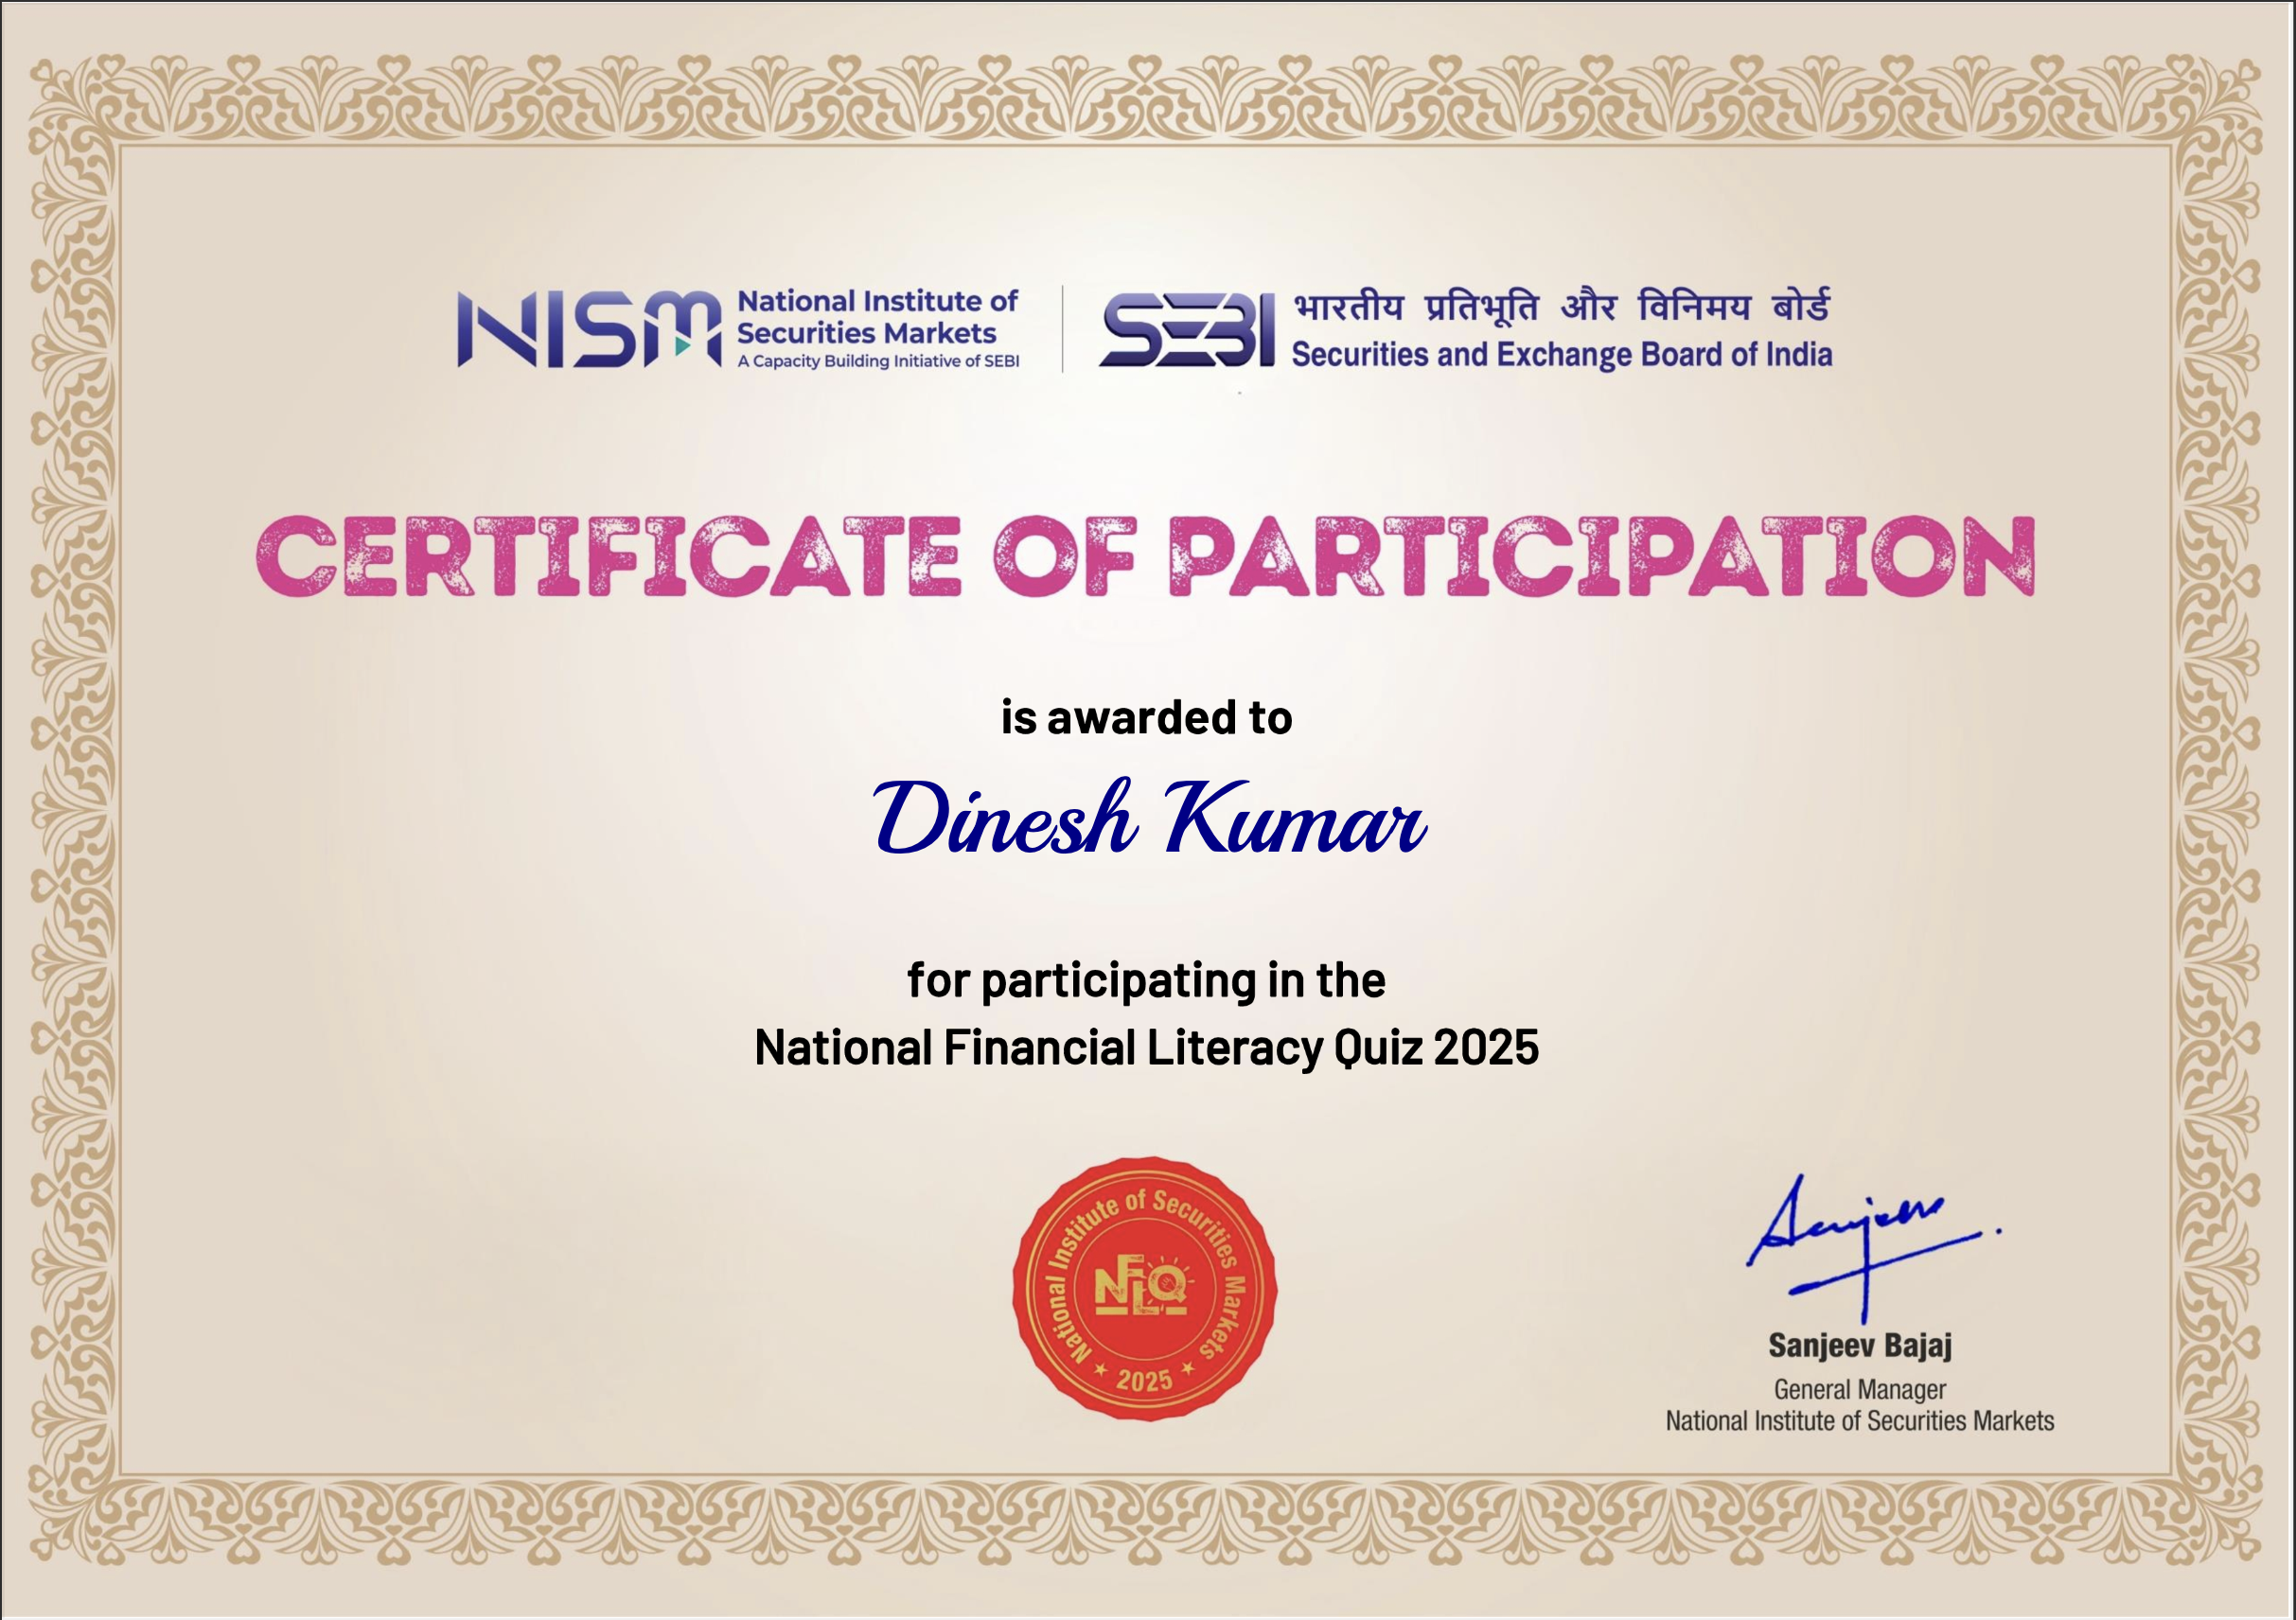 NISM
National Institute of
Securities Markets
A Capacity Building Initiative of SEBI
SEBI
भारतीय प्रतिभूति और विनिमय बोर्ड
Securities and Exchange Board of India
CERTIFICATE OF PARTICIPATION
is awarded to
Dinesh Kumar
for participating in the
National Financial Literacy Quiz 2025
National Institute of Securities Markets
NFLQ
★ 2025 ★
Sanjeev
Sanjeev Bajaj
General Manager
National Institute of Securities Markets